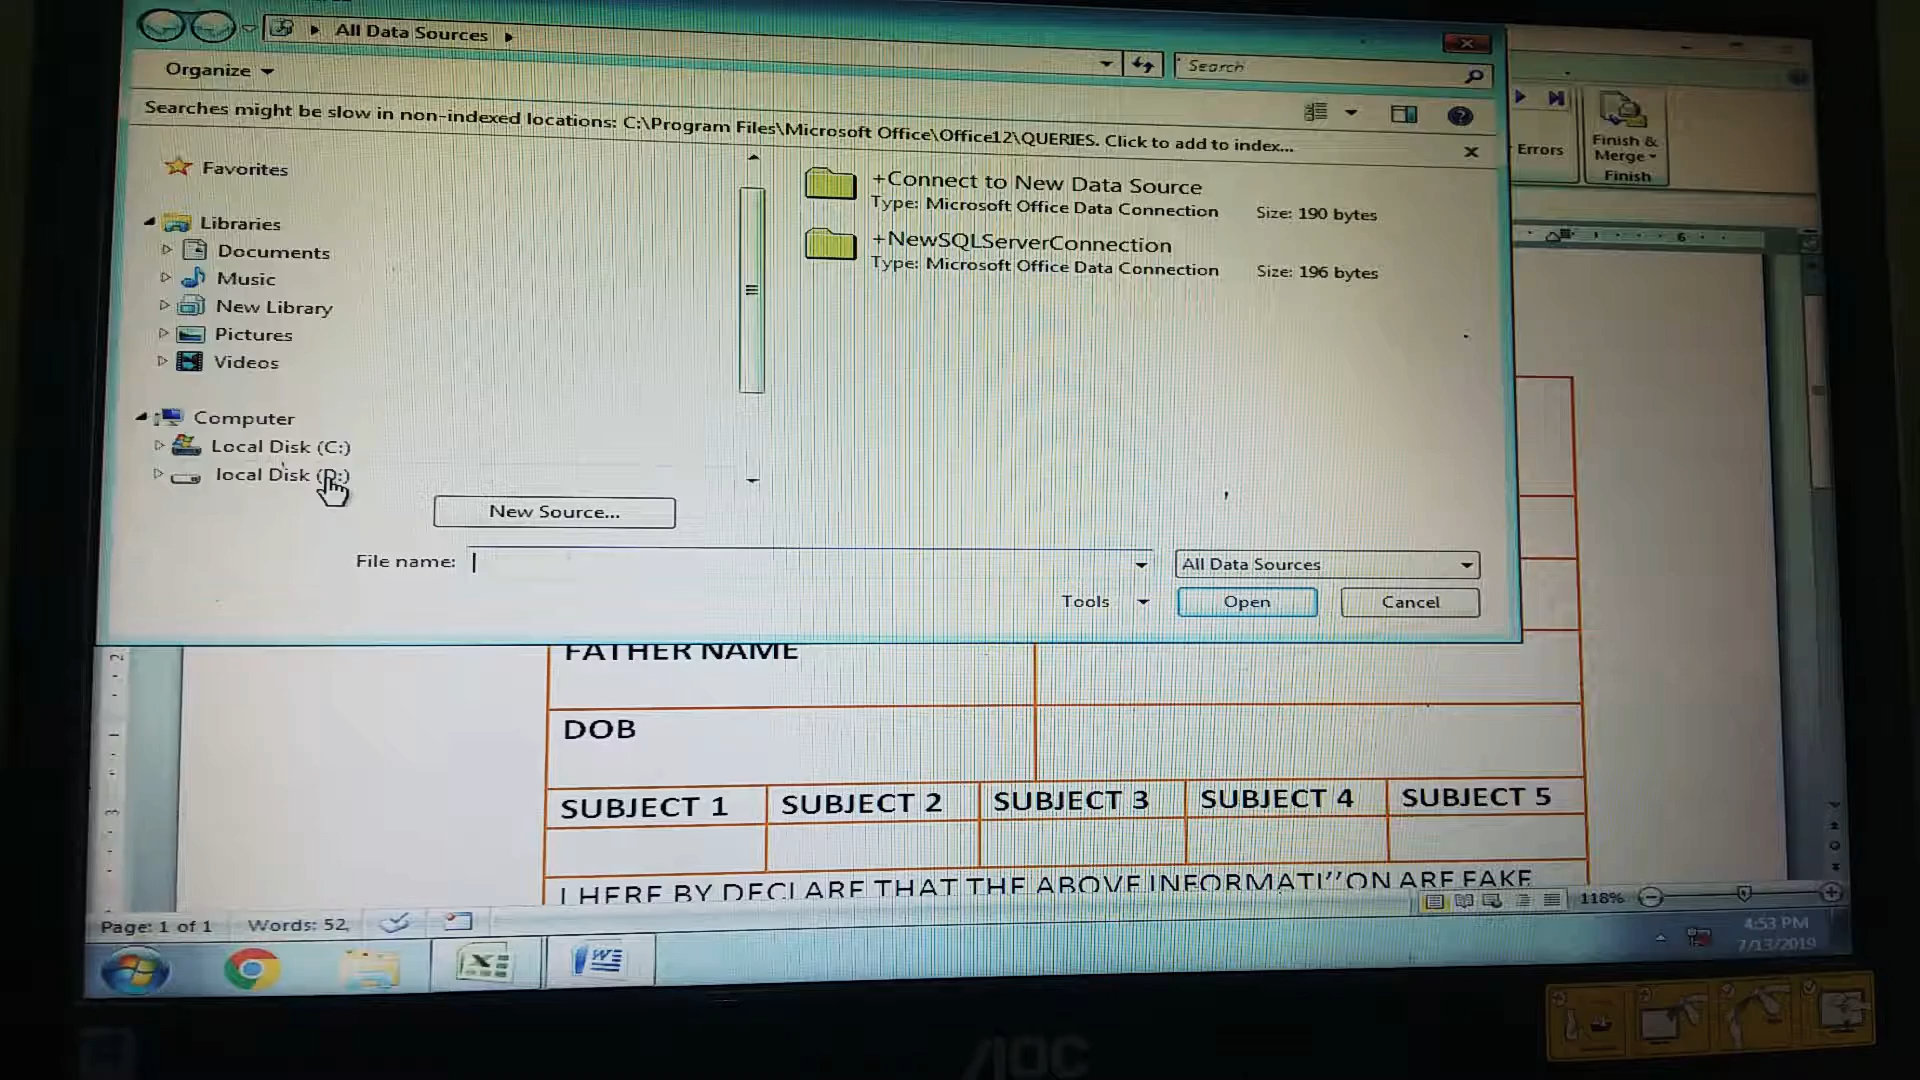 All Data Sources
Search
Organize
Searches might be slow in non-indexed locations: C:\Program Files\Microsoft Office\Office12\QUERIES. Click to add to index...
Favorites
Libraries
Documents
Music
New Library
Pictures
Videos
Computer
Local Disk (C:)
local Disk (D:)
+Connect to New Data Source
Type: Microsoft Office Data Connection Size: 190 bytes
+NewSQLServerConnection
Type: Microsoft Office Data Connection Size: 196 bytes
New Source...
File name:
All Data Sources
Tools
Open
Cancel
Errors
Finish &
Merge
Finish
6
FATHER NAME
DOB
SUBJECT 1 SUBJECT 2 SUBJECT 3 SUBJECT 4 SUBJECT 5
I HERE BY DECLARE THAT THE ABOVE INFORMATI’’ON ARE FAKE
2
3
Page: 1 of 1 Words: 52
118%
4:53 PM
7/13/2019
AOC